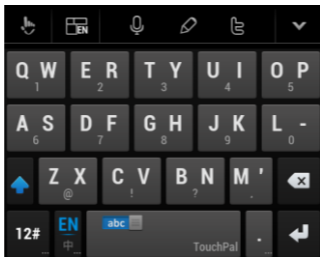 EN
Q W E R T Y U I O P
1 2 3 4 5
A S D F G H J K L -
6 7 8 9 0
Z X C V B N M '
@ ! ? .
12# EN abc .
中 TouchPal